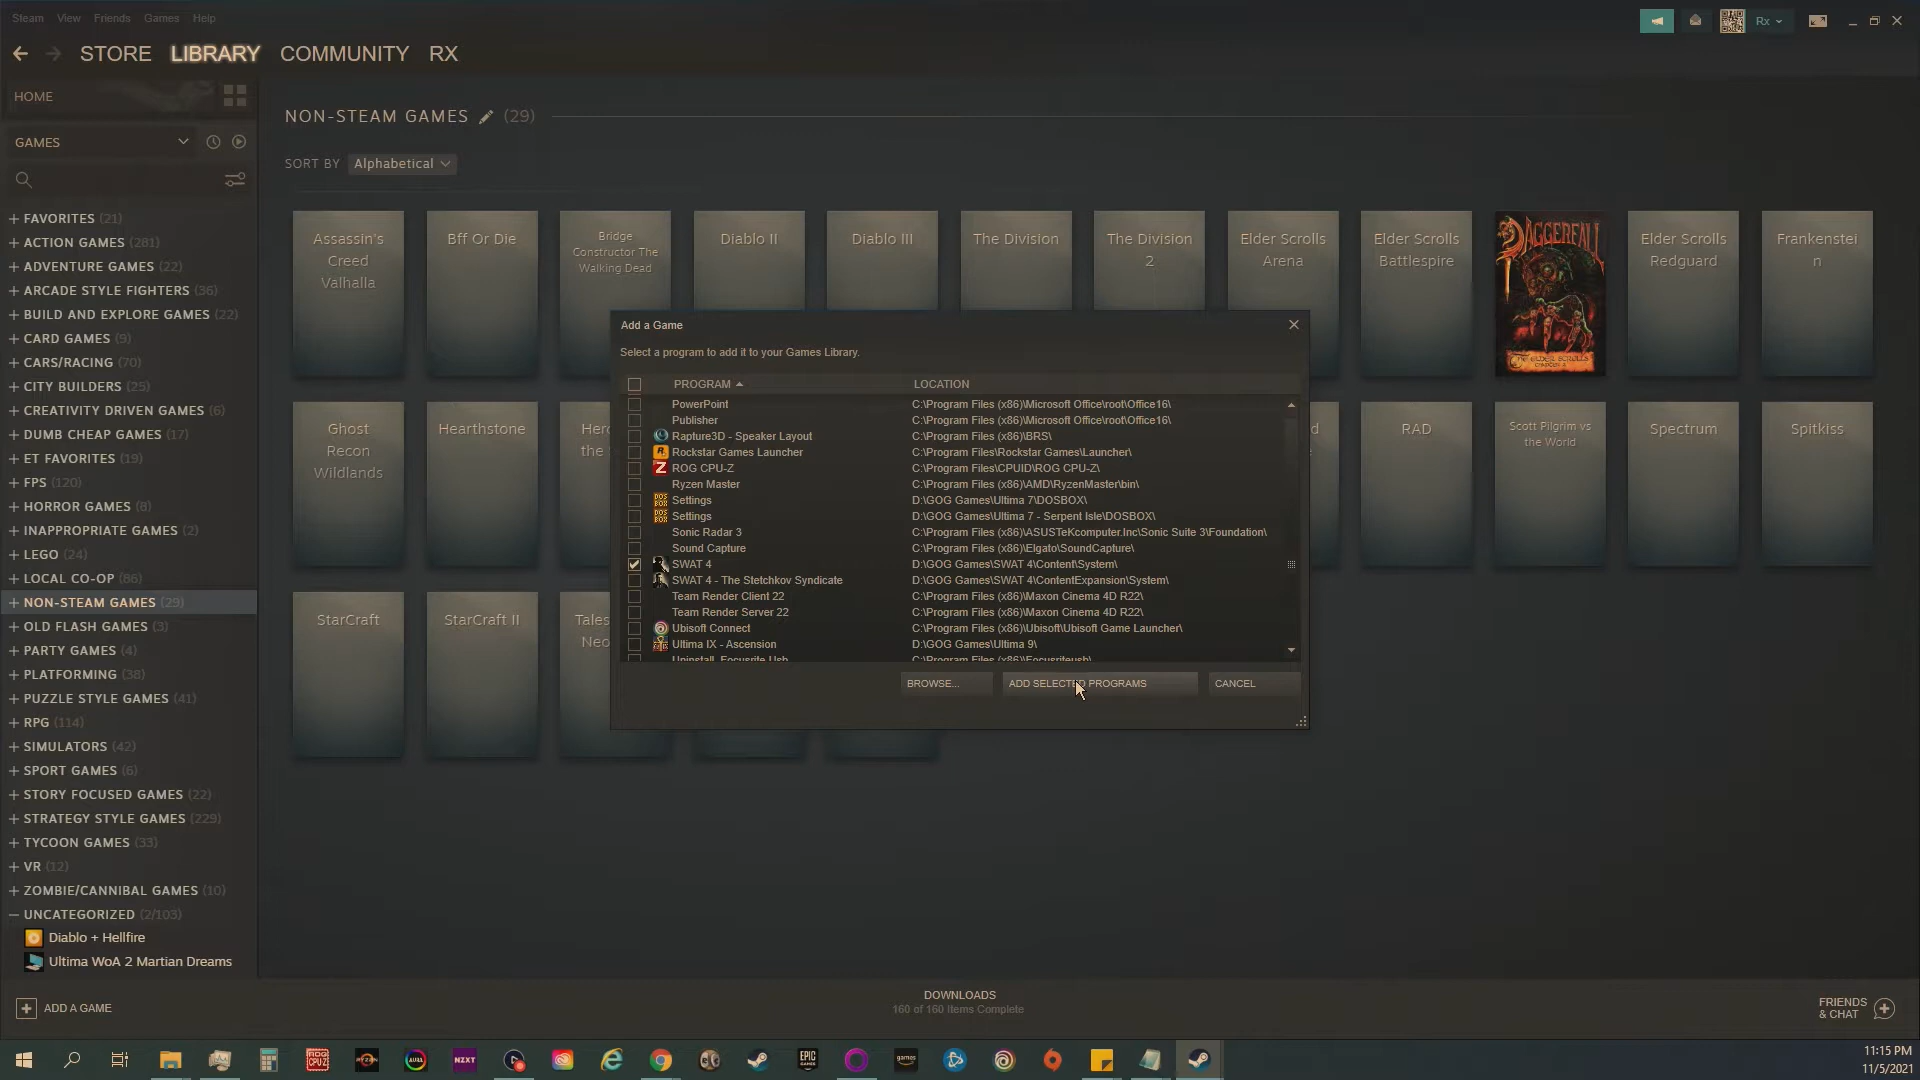 Steam View Friends Games Help
Rx
STORE LIBRARY COMMUNITY RX
HOME
GAMES
NON-STEAM GAMES (29)
SORT BY Alphabetical
+ FAVORITES (21)
+ ACTION GAMES (281)
+ ADVENTURE GAMES (22)
+ ARCADE STYLE FIGHTERS (36)
+ BUILD AND EXPLORE GAMES (22)
+ CARD GAMES (9)
+ CARS/RACING (70)
+ CITY BUILDERS (25)
+ CREATIVITY DRIVEN GAMES (6)
+ DUMB CHEAP GAMES (17)
+ ET FAVORITES (19)
+ FPS (120)
+ HORROR GAMES (8)
+ INAPPROPRIATE GAMES (2)
+ LEGO (24)
+ LOCAL CO-OP (86)
+ NON-STEAM GAMES (29)
+ OLD FLASH GAMES (3)
+ PARTY GAMES (4)
+ PLATFORMING (38)
+ PUZZLE STYLE GAMES (41)
+ RPG (114)
+ SIMULATORS (42)
+ SPORT GAMES (6)
+ STORY FOCUSED GAMES (22)
+ STRATEGY STYLE GAMES (229)
+ TYCOON GAMES (33)
+ VR (12)
+ ZOMBIE/CANNIBAL GAMES (10)
− UNCATEGORIZED (2/103)
Diablo + Hellfire
Ultima WoA 2 Martian Dreams
Assassin's
Creed
Valhalla
Bff Or Die
Bridge
Constructor The
Walking Dead
Diablo II
Diablo III
The Division
The Division
2
Elder Scrolls
Arena
Elder Scrolls
Battlespire
DAGGERFALL
THE ELDER SCROLLS
CHAPTER II
Elder Scrolls
Redguard
Frankenstei
n
Ghost
Recon
Wildlands
Hearthstone
Hero
the S
d
RAD
Scott Pilgrim vs
the World
Spectrum
Spitkiss
StarCraft
StarCraft II
Tales
Neo
Add a Game
Select a program to add it to your Games Library.
PROGRAM LOCATION
PowerPoint C:\Program Files (x86)\Microsoft Office\root\Office16\
Publisher C:\Program Files (x86)\Microsoft Office\root\Office16\
Rapture3D - Speaker Layout C:\Program Files (x86)\BRS\
Rockstar Games Launcher C:\Program Files\Rockstar Games\Launcher\
ROG CPU-Z C:\Program Files\CPUID\ROG CPU-Z\
Ryzen Master C:\Program Files\AMD\RyzenMaster\bin\
Settings D:\GOG Games\Ultima 7\DOSBOX\
Settings D:\GOG Games\Ultima 7 - Serpent Isle\DOSBOX\
Sonic Radar 3 C:\Program Files (x86)\ASUSTeKcomputer.Inc\Sonic Suite 3\Foundation\
Sound Capture C:\Program Files (x86)\Elgato\SoundCapture\
SWAT 4 D:\GOG Games\SWAT 4\Content\System\
SWAT 4 - The Stetchkov Syndicate D:\GOG Games\SWAT 4\ContentExpansion\System\
Team Render Client 22 C:\Program Files\Maxon Cinema 4D R22\
Team Render Server 22 C:\Program Files\Maxon Cinema 4D R22\
Ubisoft Connect C:\Program Files (x86)\Ubisoft\Ubisoft Game Launcher\
Ultima IX - Ascension D:\GOG Games\Ultima 9\
Uninstall Focusrite Usb C:\Program Files (x86)\Focusriteusb\
BROWSE... ADD SELECTED PROGRAMS CANCEL
ADD A GAME
DOWNLOADS
160 of 160 Items Complete
FRIENDS
& CHAT
11:15 PM
11/5/2021